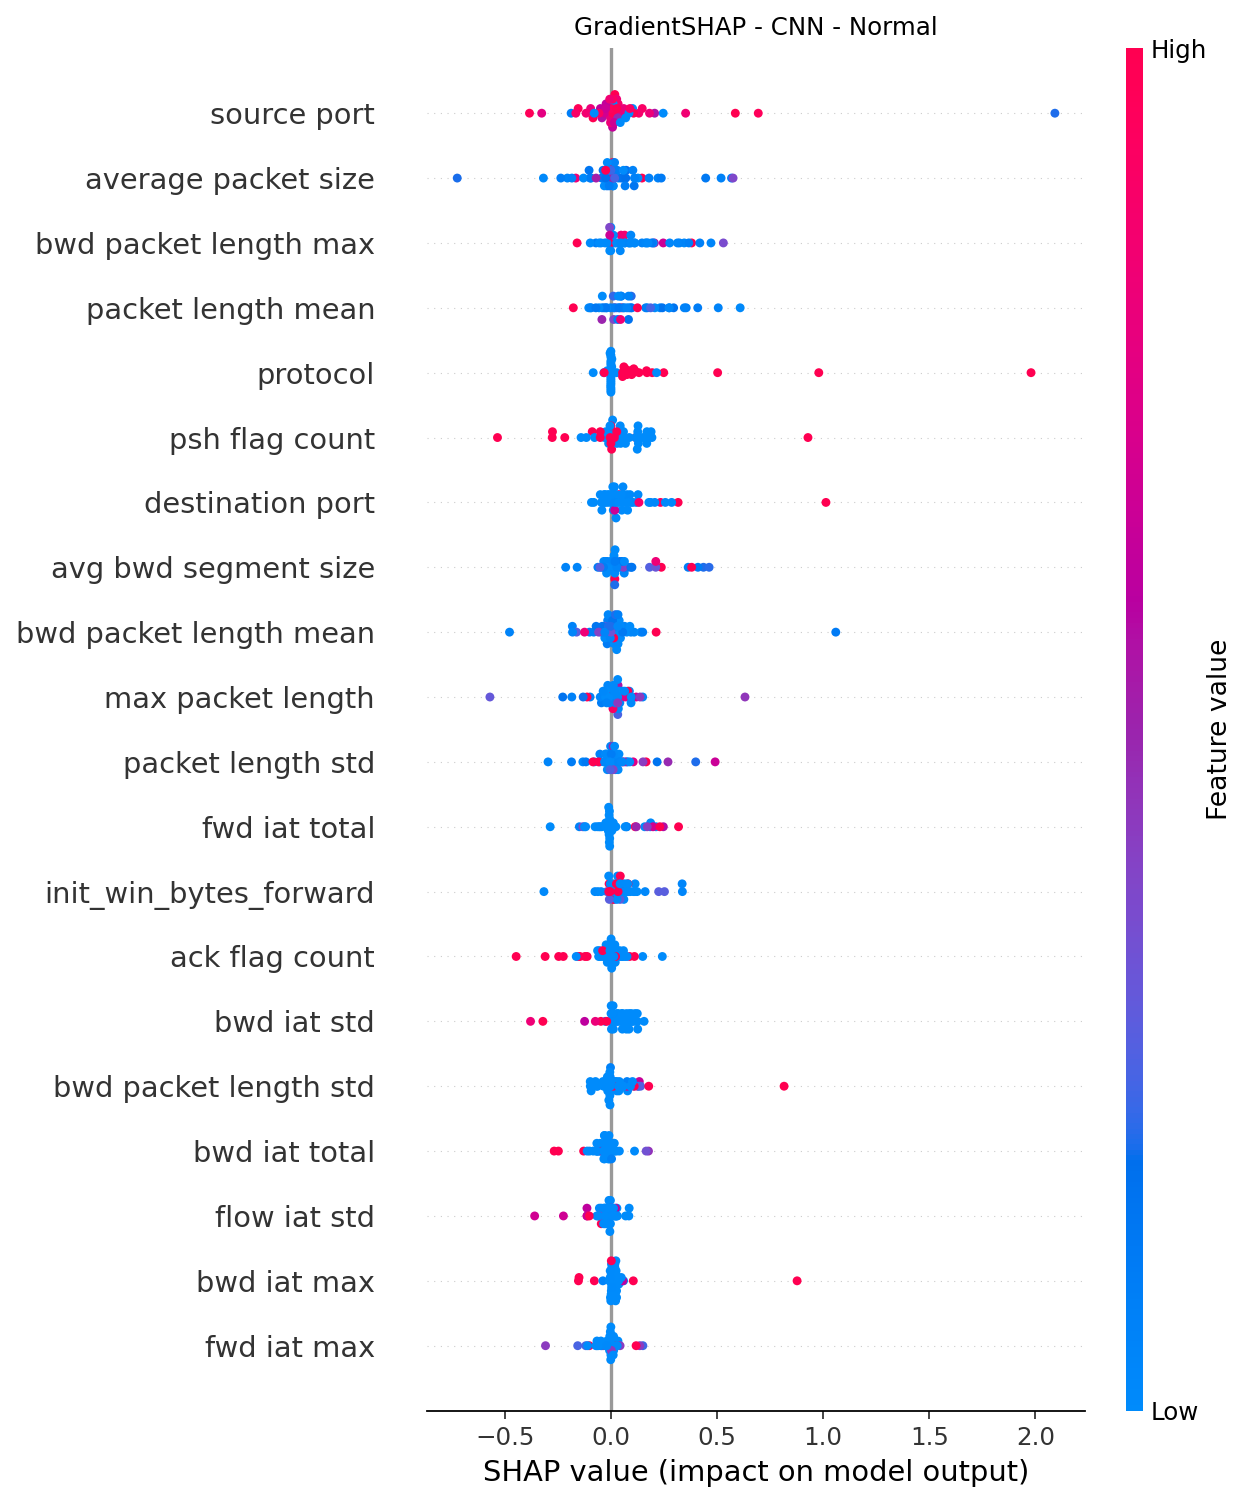 GradientSHAP - CNN - Normal
High
source port
average packet size
bwd packet length max
packet length mean
protocol
psh flag count
destination port
avg bwd segment size
bwd packet length mean
max packet length
packet length std
fwd iat total
init_win_bytes_forward
ack flag count
bwd iat std
bwd packet length std
bwd iat total
flow iat std
bwd iat max
fwd iat max
Feature value
Low
−0.5 0.0 0.5 1.0 1.5 2.0
SHAP value (impact on model output)